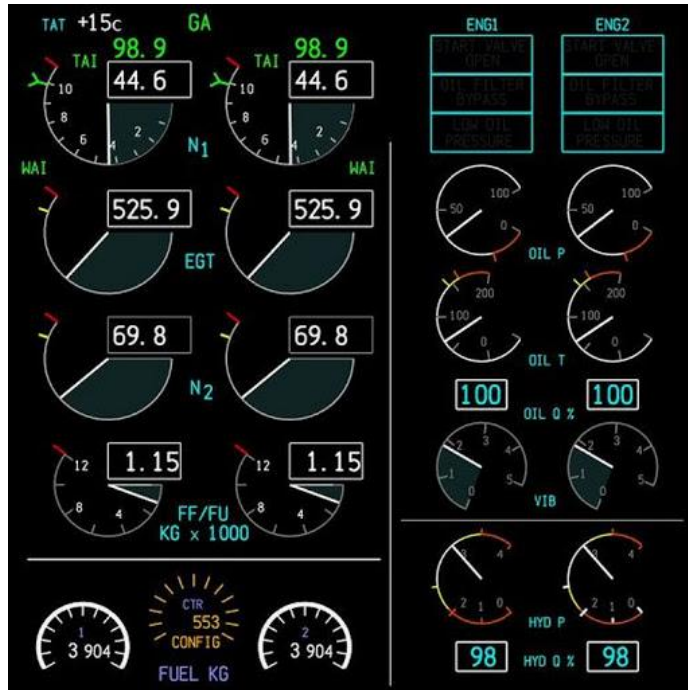 TAT +15c GA
98.9 98.9
TAI TAI
44.6 44.6
10 10
8 8
6 6
4 4
2 2
N1
WAI WAI
525.9 525.9
EGT
69.8 69.8
N2
1.15 1.15
12 12
8 8
4 4
FF/FU
KG x 1000
CTR
553
CONFIG
1
3 904
2
3 904
FUEL KG
ENG1 ENG2
START VALVE START VALVE
OPEN OPEN
OIL FILTER OIL FILTER
BYPASS BYPASS
LOW OIL LOW OIL
PRESSURE PRESSURE
100 100
50 50
0 0
OIL P
200 200
100 100
0 0
OIL T
100 100
OIL Q %
3 3
2 4 2 4
1 5 1 5
0 0
VIB
3 4 3 4
2 1 0 2 1 0
HYD P
98 HYD Q % 98